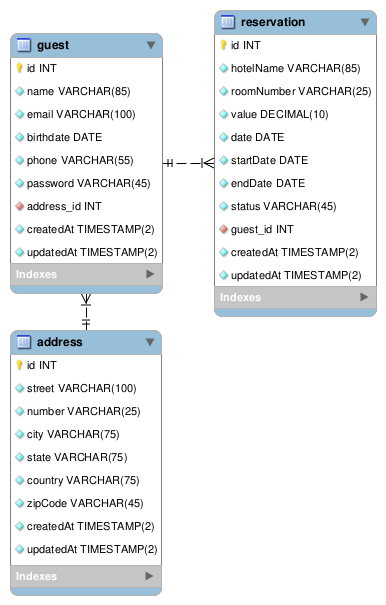 guest
id INT
name VARCHAR(85)
email VARCHAR(100)
birthdate DATE
phone VARCHAR(55)
password VARCHAR(45)
address_id INT
createdAt TIMESTAMP(2)
updatedAt TIMESTAMP(2)
Indexes
reservation
id INT
hotelName VARCHAR(85)
roomNumber VARCHAR(25)
value DECIMAL(10)
date DATE
startDate DATE
endDate DATE
status VARCHAR(45)
guest_id INT
createdAt TIMESTAMP(2)
updatedAt TIMESTAMP(2)
Indexes
address
id INT
street VARCHAR(100)
number VARCHAR(25)
city VARCHAR(75)
state VARCHAR(75)
country VARCHAR(75)
zipCode VARCHAR(45)
createdAt TIMESTAMP(2)
updatedAt TIMESTAMP(2)
Indexes